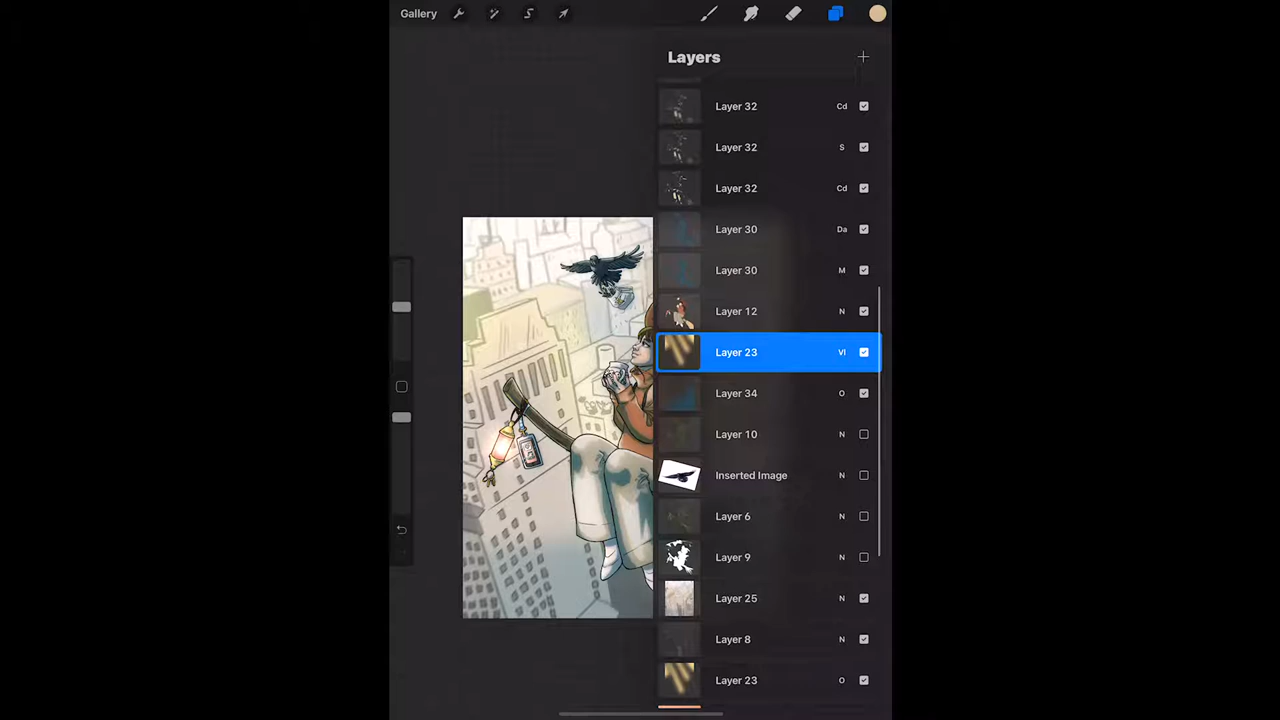 Gallery
Layers
Layer 32 Cd
Layer 32 S
Layer 32 Cd
Layer 30 Da
Layer 30 M
Layer 12 N
Layer 23 Vl
Layer 34 O
Layer 10 N
Inserted Image N
Layer 6 N
Layer 9 N
Layer 25 N
Layer 8 N
Layer 23 O